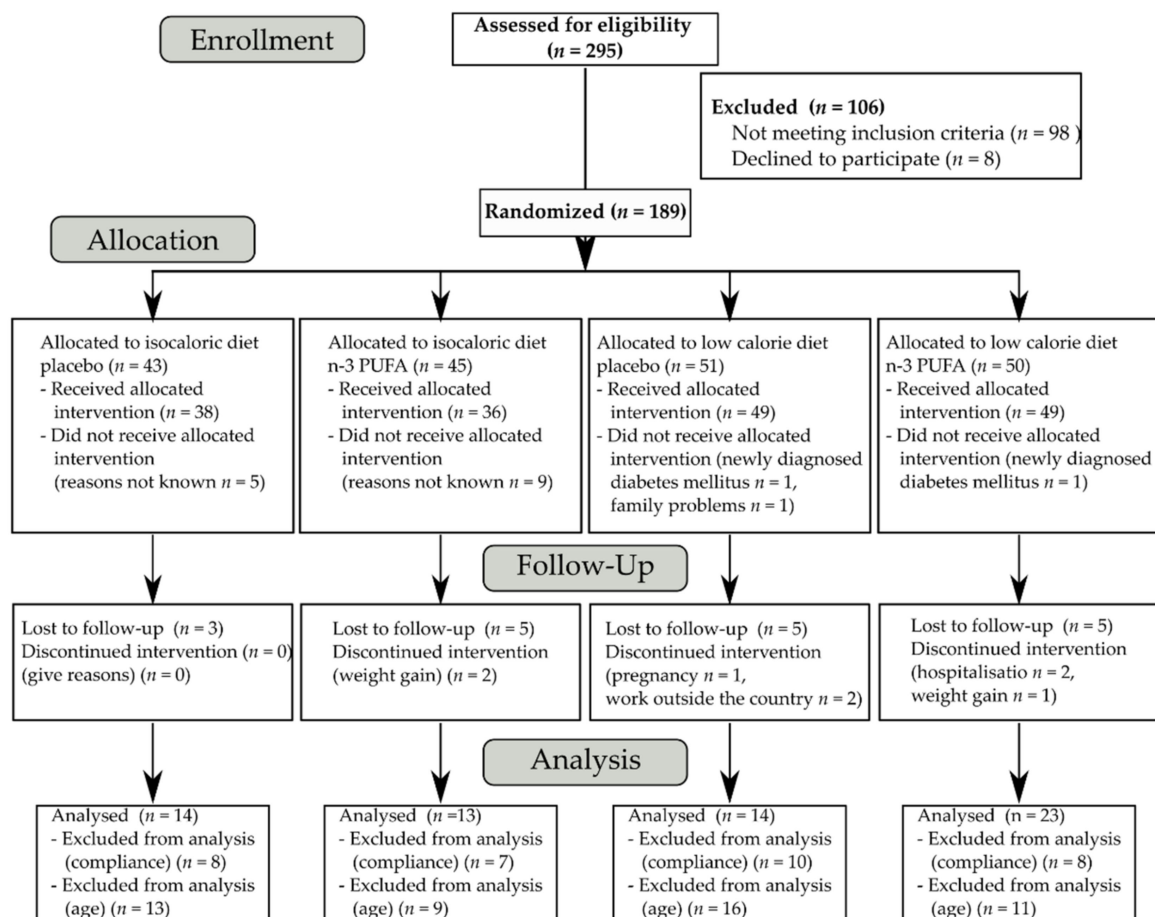 Enrollment
Assessed for eligibility
(n = 295)
Excluded (n = 106)
Not meeting inclusion criteria (n = 98 )
Declined to participate (n = 8)
Randomized (n = 189)
Allocation
Allocated to isocaloric diet
placebo (n = 43)
- Received allocated
intervention (n = 38)
- Did not receive allocated
intervention
(reasons not known n = 5)
Allocated to isocaloric diet
n-3 PUFA (n = 45)
- Received allocated
intervention (n = 36)
- Did not receive allocated
intervention
(reasons not known n = 9)
Allocated to low calorie diet
placebo (n = 51)
- Received allocated
intervention (n = 49)
- Did not receive allocated
intervention (newly diagnosed
diabetes mellitus n = 1,
family problems n = 1)
Allocated to low calorie diet
n-3 PUFA (n = 50)
- Received allocated
intervention (n = 49)
- Did not receive allocated
intervention (newly diagnosed
diabetes mellitus n = 1)
Follow-Up
Lost to follow-up (n = 3)
Discontinued intervention (n = 0)
(give reasons) (n = 0)
Lost to follow-up (n = 5)
Discontinued intervention
(weight gain) (n = 2)
Lost to follow-up (n = 5)
Discontinued intervention
(pregnancy n = 1,
work outside the country n = 2)
Lost to follow-up (n = 5)
Discontinued intervention
(hospitalisatio n = 2,
weight gain n = 1)
Analysis
Analysed (n = 14)
- Excluded from analysis
(compliance) (n = 8)
- Excluded from analysis
(age) (n = 13)
Analysed (n =13)
- Excluded from analysis
(compliance) (n = 7)
- Excluded from analysis
(age) (n = 9)
Analysed (n = 14)
- Excluded from analysis
(compliance) (n = 10)
- Excluded from analysis
(age) (n = 16)
Analysed (n = 23)
- Excluded from analysis
(compliance) (n = 8)
- Excluded from analysis
(age) (n = 11)